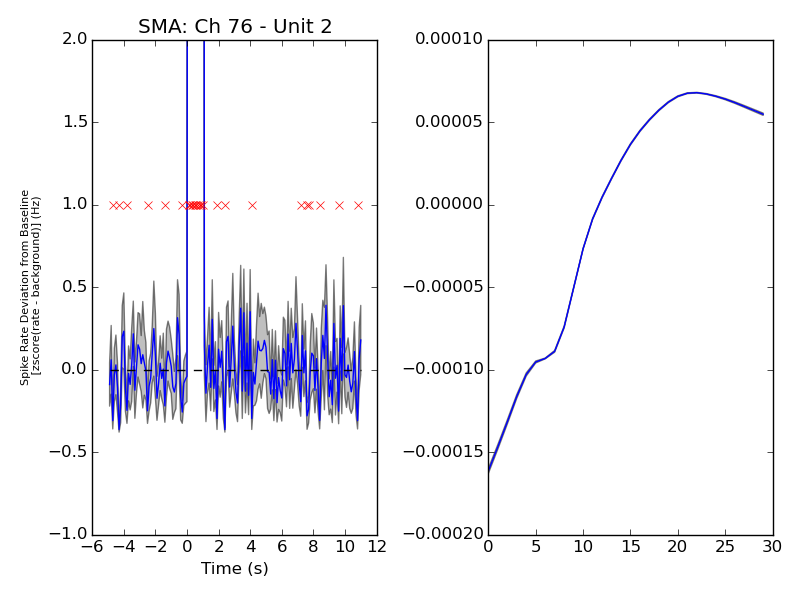 SMA: Ch 76 - Unit 2
Spike Rate Deviation from Baseline
[zscore(rate - background)] (Hz)
2.0
1.5
1.0
0.5
0.0
−0.5
−1.0
−6 −4 −2 0 2 4 6 8 10 12
Time (s)
0.00010
0.00005
0.00000
−0.00005
−0.00010
−0.00015
−0.00020
0 5 10 15 20 25 30